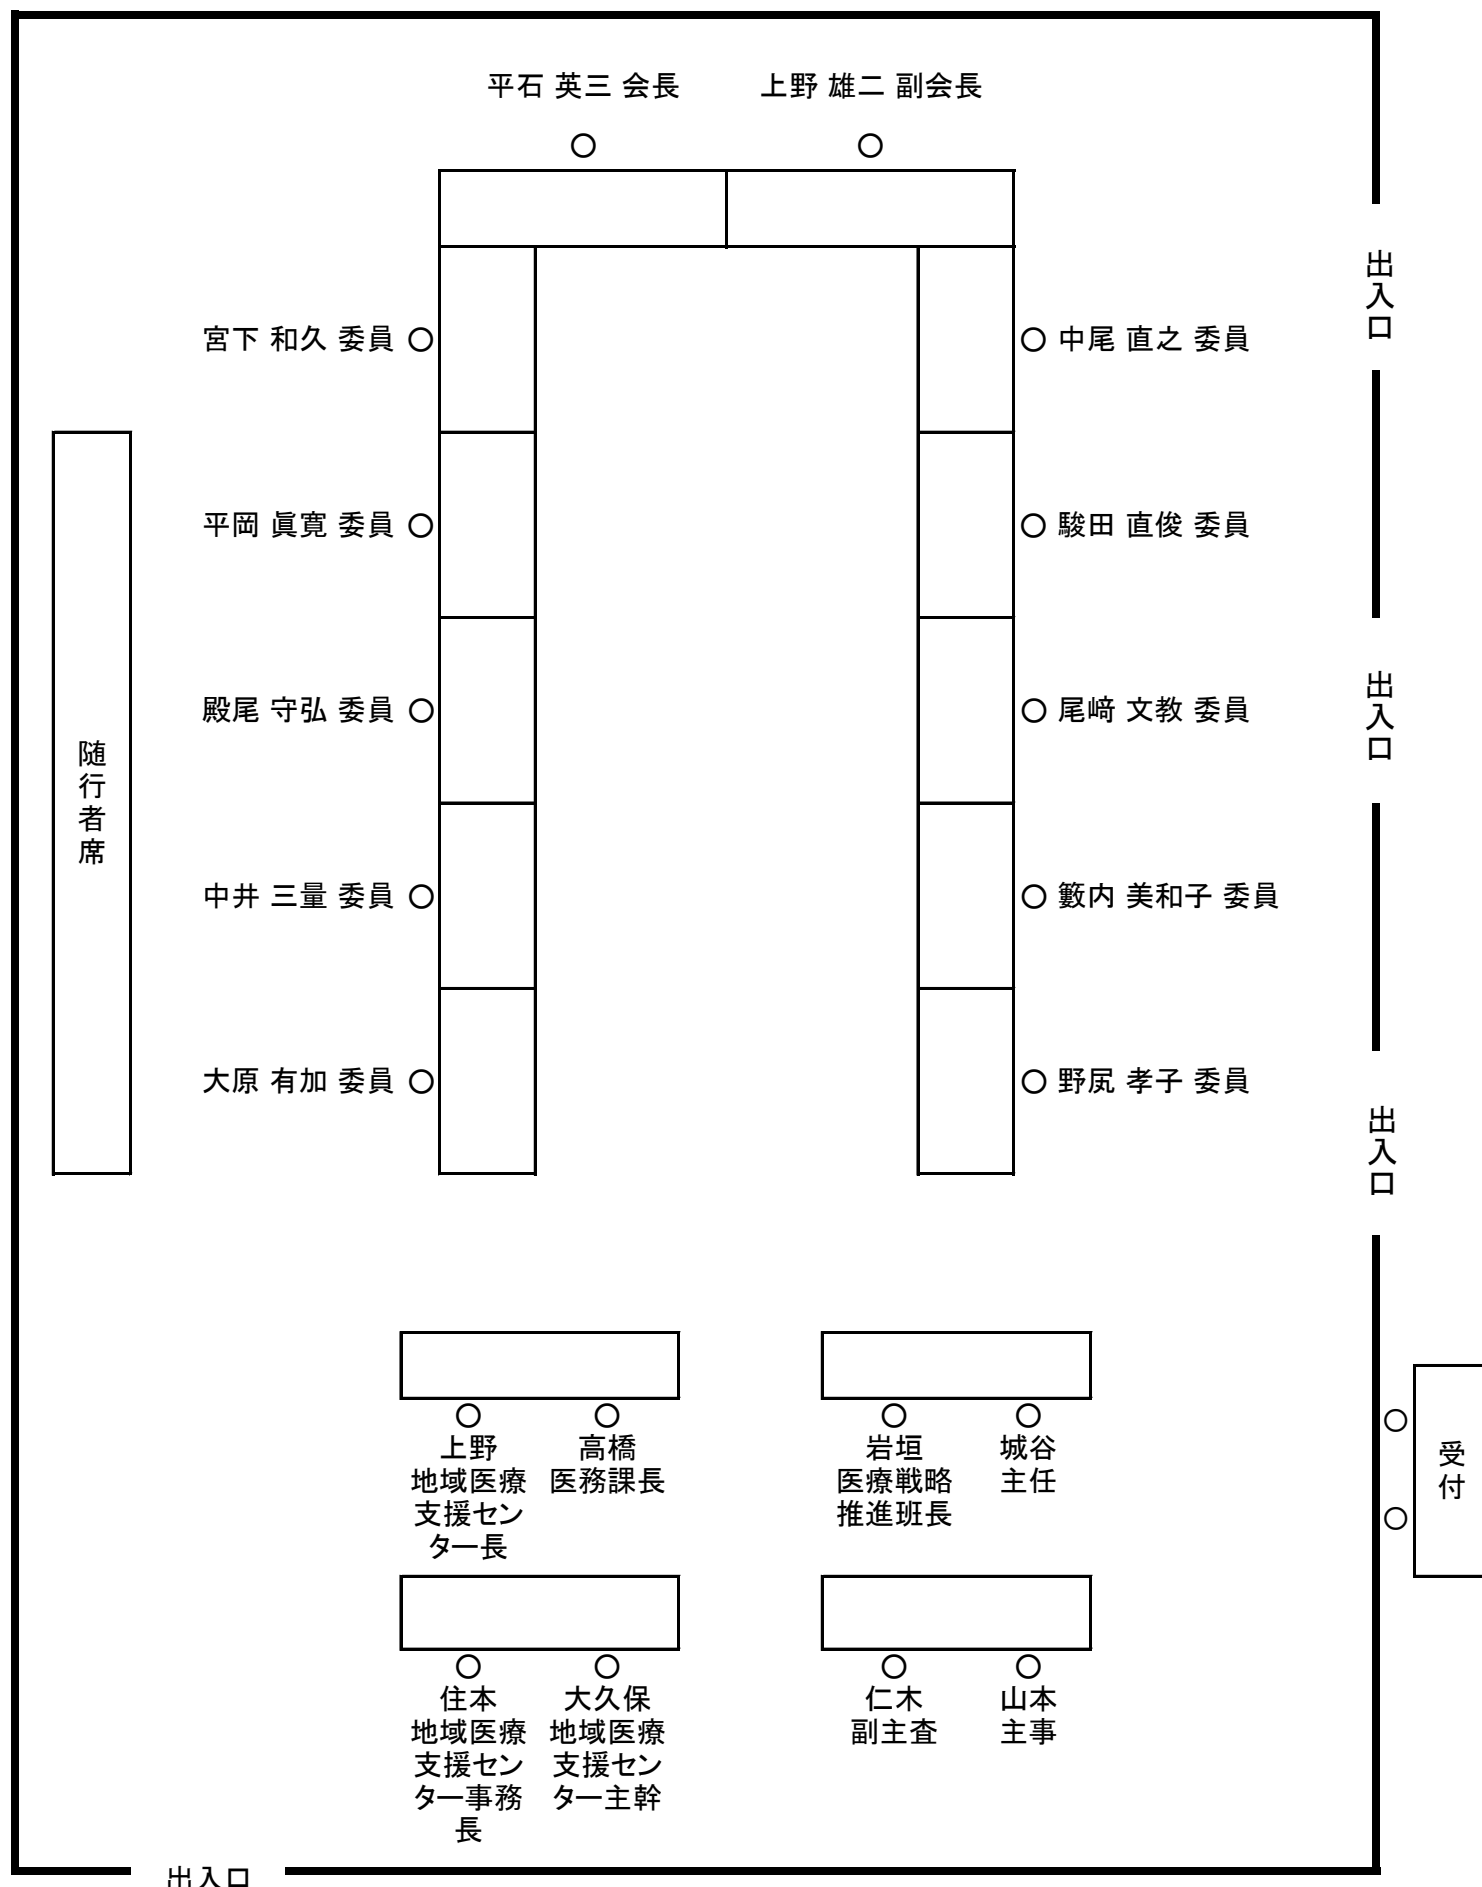 平石 英三 会長
上野 雄二 副会長
出入口
宮下 和久 委員
中尾 直之 委員
平岡 眞寛 委員
駿田 直俊 委員
殿尾 守弘 委員
尾﨑 文教 委員
出入口
随行者席
中井 三量 委員
籔内 美和子 委員
大原 有加 委員
野尻 孝子 委員
出入口
上野
地域医療
支援セン
ター長
高橋
医務課長
岩垣
医療戦略
推進班長
城谷
主任
受付
住本
地域医療
支援セン
ター事務
長
大久保
地域医療
支援セン
ター主幹
仁木
副主査
山本
主事
出入口